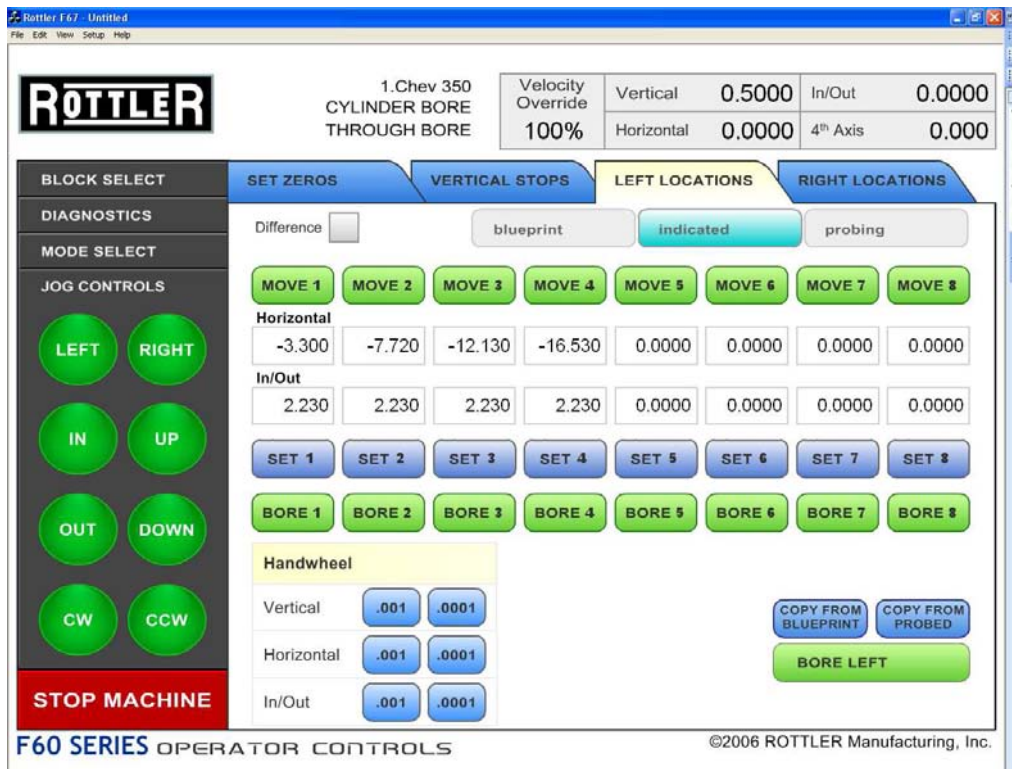 Rottler F67 - Untitled
File Edit View Setup Help
ROTTLER
1.Chev 350
CYLINDER BORE
THROUGH BORE
Velocity Override
100%
Vertical 0.5000 In/Out 0.0000
Horizontal 0.0000 4th Axis 0.000
BLOCK SELECT
DIAGNOSTICS
MODE SELECT
JOG CONTROLS
LEFT RIGHT
IN UP
OUT DOWN
CW CCW
STOP MACHINE
SET ZEROS VERTICAL STOPS LEFT LOCATIONS RIGHT LOCATIONS
Difference blueprint indicated probing
MOVE 1 MOVE 2 MOVE 3 MOVE 4 MOVE 5 MOVE 6 MOVE 7 MOVE 8
Horizontal
-3.300 -7.720 -12.130 -16.530 0.0000 0.0000 0.0000 0.0000
In/Out
2.230 2.230 2.230 2.230 0.0000 0.0000 0.0000 0.0000
SET 1 SET 2 SET 3 SET 4 SET 5 SET 6 SET 7 SET 8
BORE 1 BORE 2 BORE 3 BORE 4 BORE 5 BORE 6 BORE 7 BORE 8
Handwheel
Vertical .001 .0001
Horizontal .001 .0001
In/Out .001 .0001
COPY FROM BLUEPRINT
COPY FROM PROBED
BORE LEFT
F60 SERIES OPERATOR CONTROLS
©2006 ROTTLER Manufacturing, Inc.